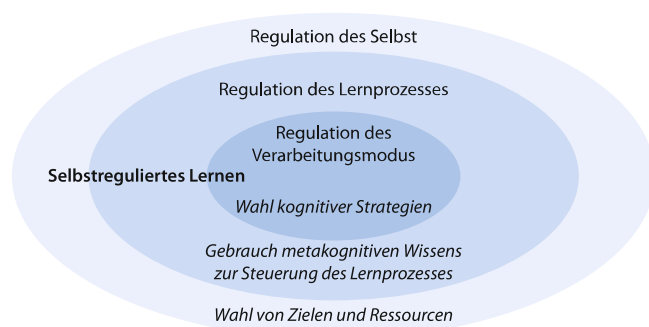 Regulation des Selbst
Regulation des Lernprozesses
Regulation des
Verarbeitungsmodus
Selbstreguliertes Lernen
Wahl kognitiver Strategien
Gebrauch metakognitiven Wissens
zur Steuerung des Lernprozesses
Wahl von Zielen und Ressourcen